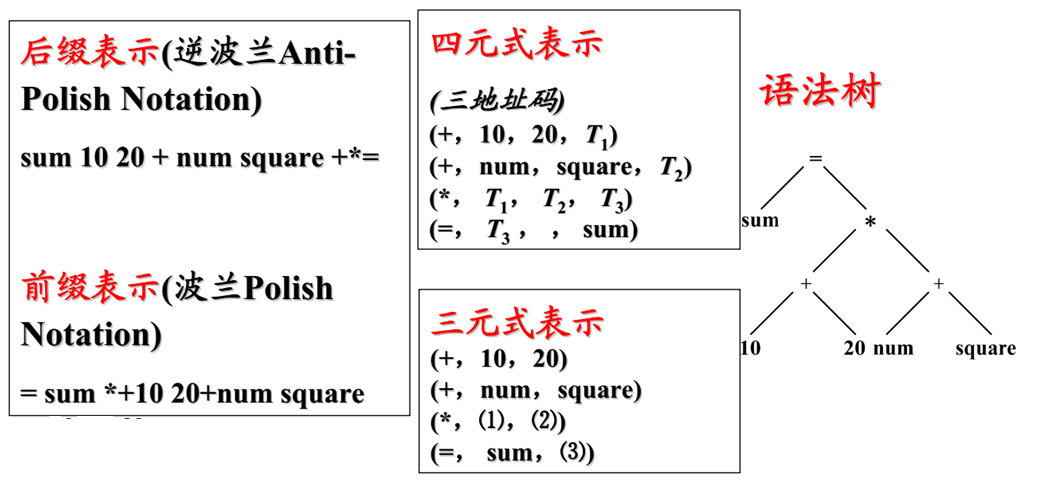 后缀表示(逆波兰Anti-
Polish Notation)
sum 10 20 + num square +*=
前缀表示(波兰Polish
Notation)
= sum *+10 20+num square
四元式表示
(三地址码)
(+，10，20，T1)
(+，num，square，T2)
(*， T1， T2， T3)
(=， T3 ， ， sum)
三元式表示
(+，10，20)
(+，num，square)
(*，⑴，⑵)
(=， sum，⑶)
语法树
=
sum
*
+ +
10 20 num square